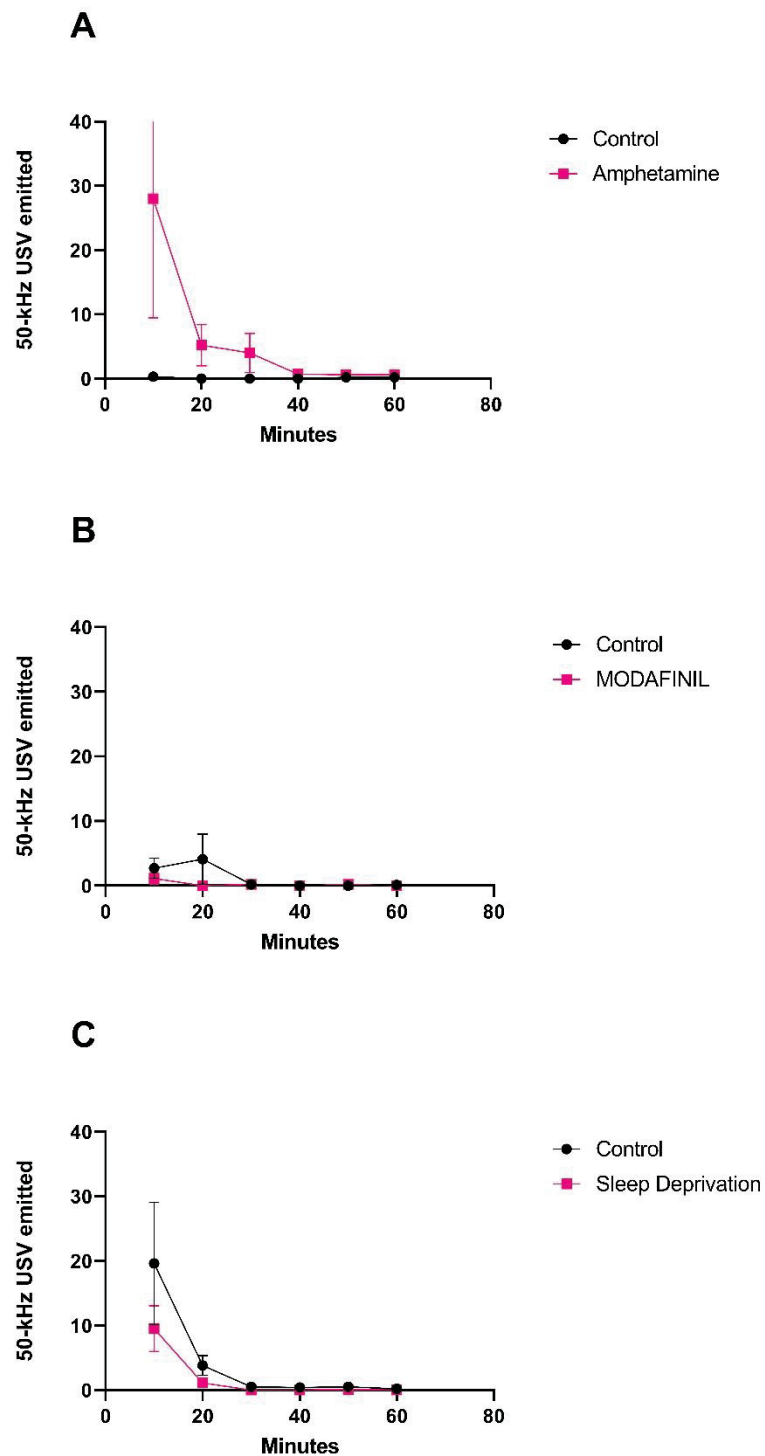 A
40
30
20
10
0
50-kHz USV emitted
0 20 40 60 80
Minutes
Control
Amphetamine
B
40
30
20
10
0
50-kHz USV emitted
0 20 40 60 80
Minutes
Control
MODAFINIL
C
40
30
20
10
0
50-kHz USV emitted
0 20 40 60 80
Minutes
Control
Sleep Deprivation